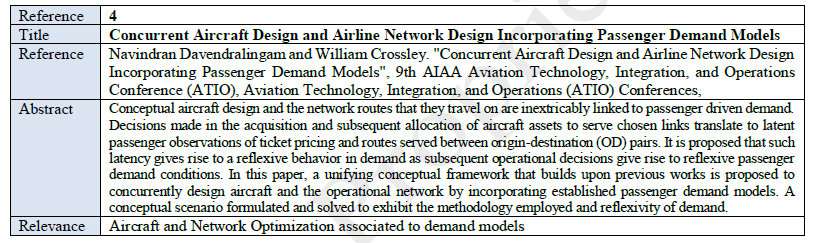 Reference 4
Title Concurrent Aircraft Design and Airline Network Design Incorporating Passenger Demand Models
Reference Navindran Davendralingam and William Crossley. "Concurrent Aircraft Design and Airline Network Design
Incorporating Passenger Demand Models", 9th AIAA Aviation Technology, Integration, and Operations
Conference (ATIO), Aviation Technology, Integration, and Operations (ATIO) Conferences,
Abstract Conceptual aircraft design and the network routes that they travel on are inextricably linked to passenger driven demand.
Decisions made in the acquisition and subsequent allocation of aircraft assets to serve chosen links translate to latent
passenger observations of ticket pricing and routes served between origin-destination (OD) pairs. It is proposed that such
latency gives rise to a reflexive behavior in demand as subsequent operational decisions give rise to reflexive passenger
demand conditions. In this paper, a unifying conceptual framework that builds upon previous works is proposed to
concurrently design aircraft and the operational network by incorporating established passenger demand models. A
conceptual scenario formulated and solved to exhibit the methodology employed and reflexivity of demand.
Relevance Aircraft and Network Optimization associated to demand models